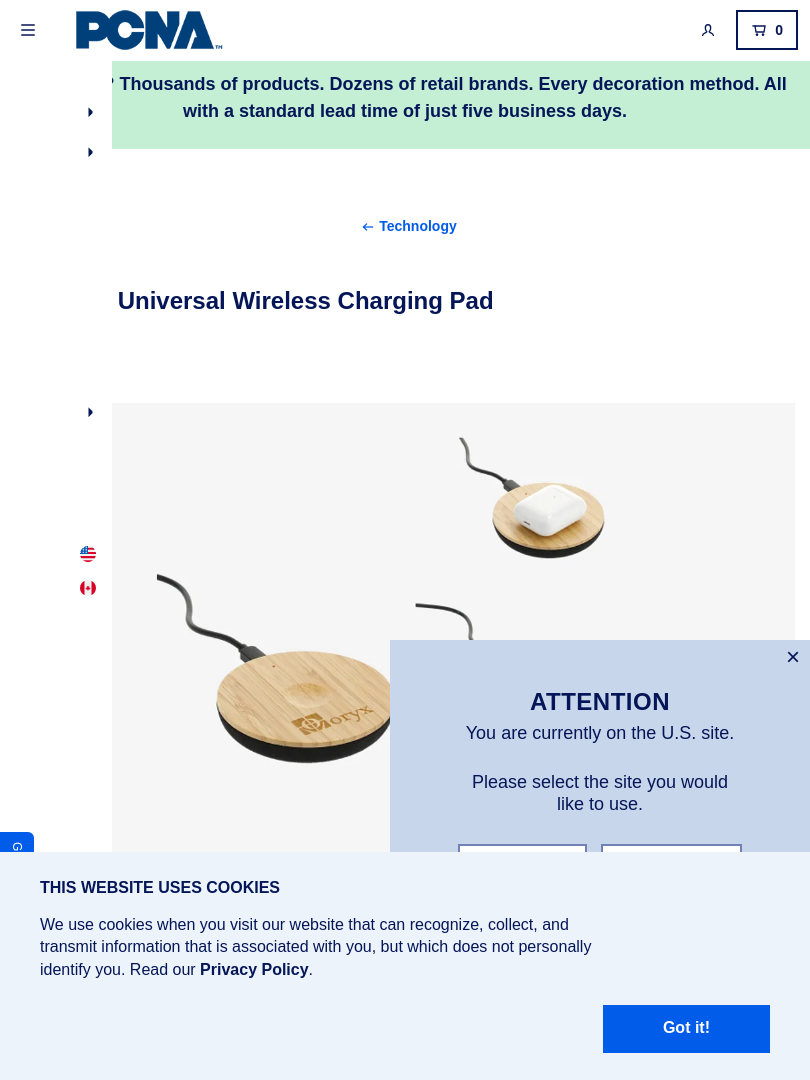 PCNA™
0
Thousands of products. Dozens of retail brands. Every decoration method. All
with a standard lead time of just five business days.
← Technology
Universal Wireless Charging Pad
oryx
ATTENTION
You are currently on the U.S. site.
Please select the site you would
like to use.
G
THIS WEBSITE USES COOKIES
We use cookies when you visit our website that can recognize, collect, and
transmit information that is associated with you, but which does not personally
identify you. Read our Privacy Policy.
Got it!